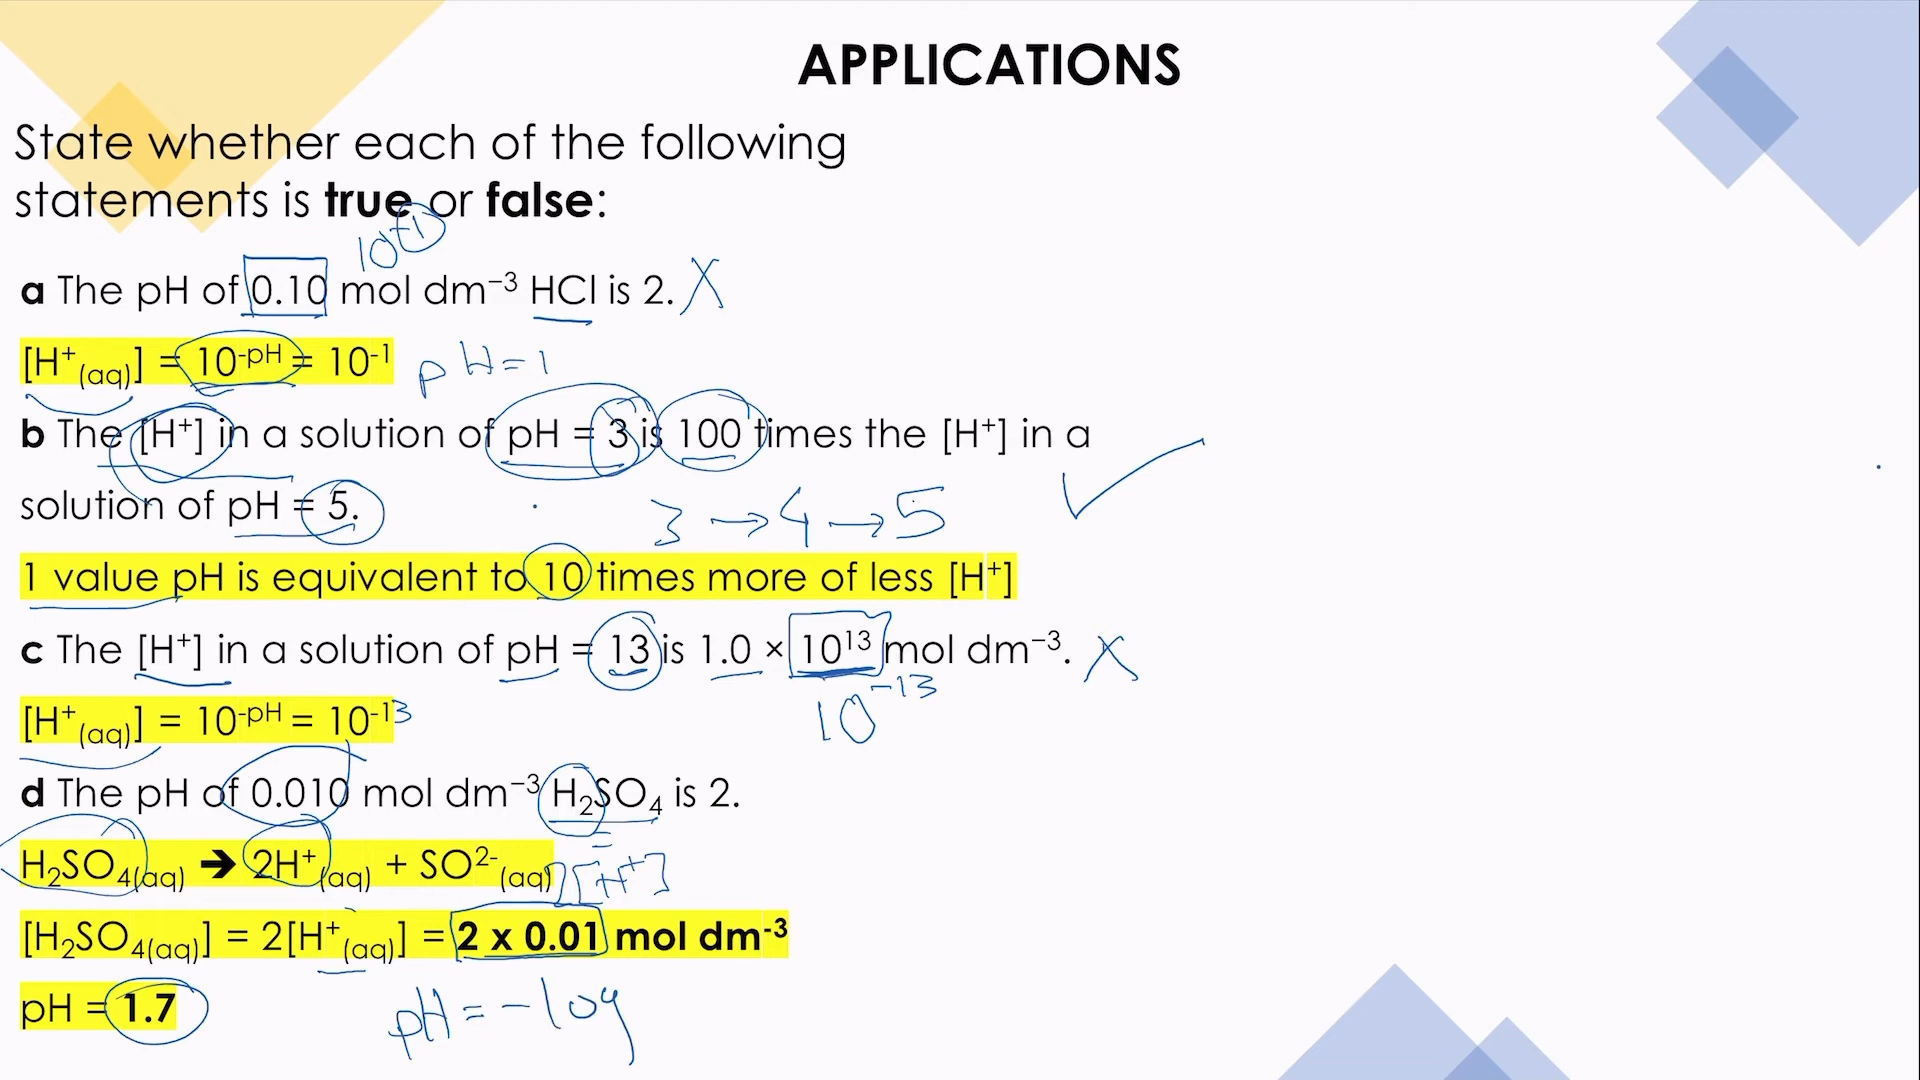 APPLICATIONS
State whether each of the following
statements is true or false:
10⁻¹
a The pH of 0.10 mol dm⁻³ HCl is 2. X
[H⁺(aq)] = 10⁻ᵖᴴ = 10⁻¹ pH=1
b The [H⁺] in a solution of pH = 3 is 100 times the [H⁺] in a
solution of pH = 5. 3 → 4 → 5 ✓
1 value pH is equivalent to 10 times more of less [H⁺]
c The [H⁺] in a solution of pH = 13 is 1.0 × 10¹³ mol dm⁻³. X
10⁻¹³
[H⁺(aq)] = 10⁻ᵖᴴ = 10⁻¹³
d The pH of 0.010 mol dm⁻³ H₂SO₄ is 2.
H₂SO₄(aq) ➔ 2H⁺(aq) + SO²⁻(aq) 2[H⁺]
[H₂SO₄(aq)] = 2[H⁺(aq)] = 2 x 0.01 mol dm⁻³
pH = 1.7 pH = -log